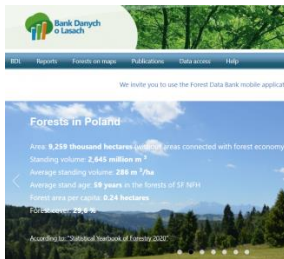 Bank Danych
o Lasach
BDL Reports Forests on maps Publications Data access Help
We invite you to use the Forest Data Bank mobile applicat
Forests in Poland
Area: 9,259 thousand hectares (without areas connected with forest economy
Standing volume: 2,645 million m ³
Average standing volume: 286 m ³/ha
Average stand age: 59 years in the forests of SF NFH
Forest area per capita: 0.24 hectares
Forest cover: 29,6 %
According to: "Statistical Yearbook of Forestry 2020"